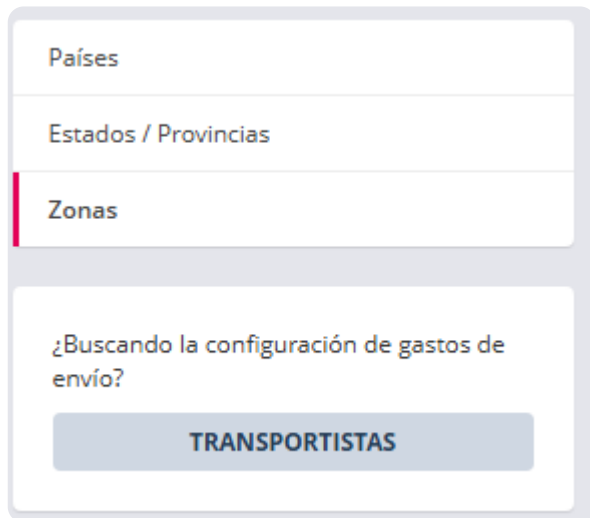 Países
Estados / Provincias
Zonas
¿Buscando la configuración de gastos de
envío?
TRANSPORTISTAS